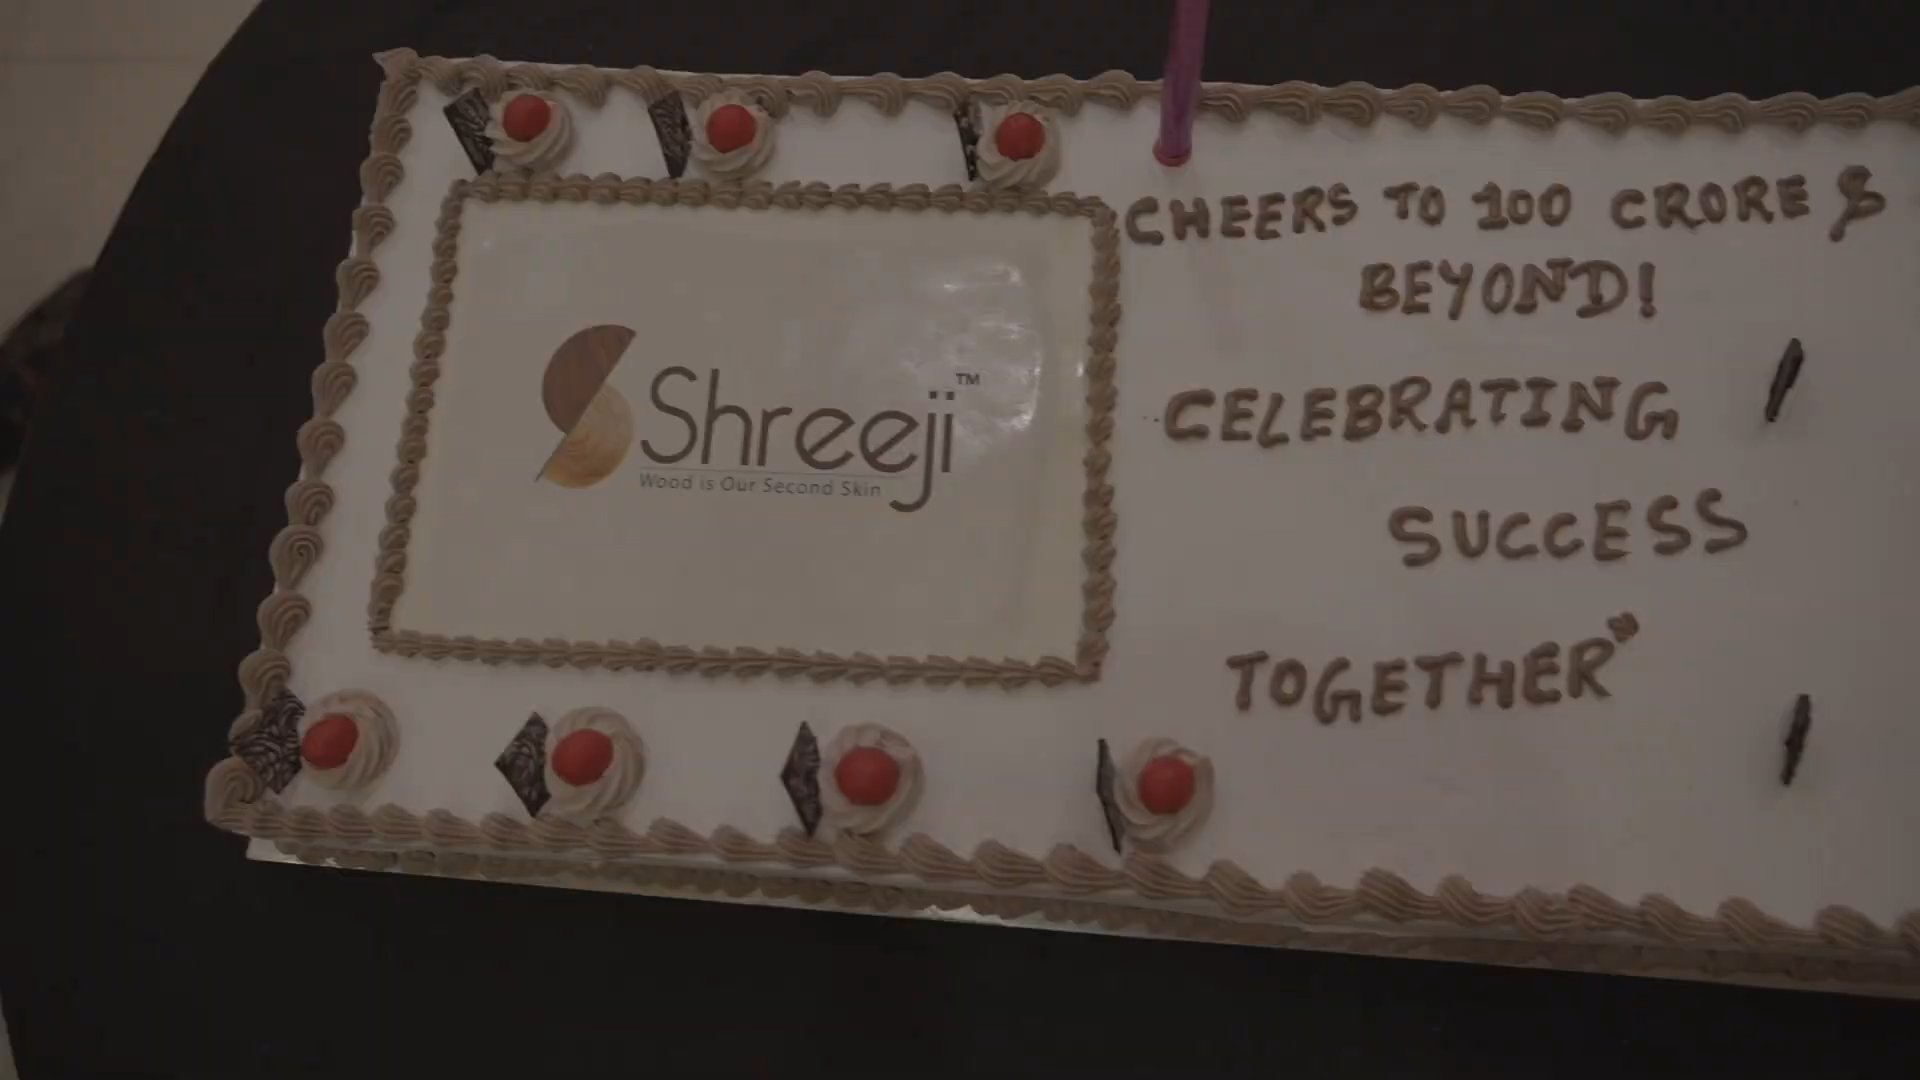 Shreeji™
Wood is Our Second Skin
CHEERS TO 100 CRORE &
BEYOND!
CELEBRATING
SUCCESS
TOGETHER"